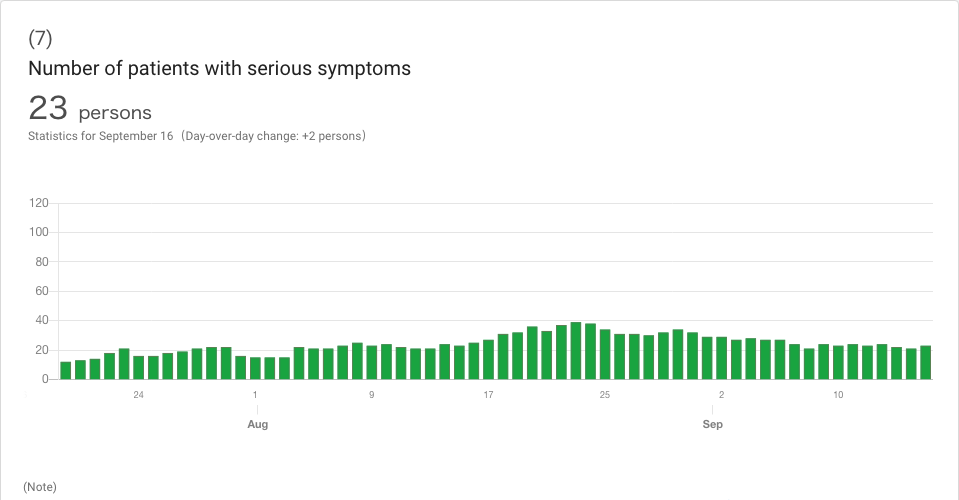 (7)
Number of patients with serious symptoms
23 persons
Statistics for September 16（Day-over-day change: +2 persons）
120
100
80
60
40
20
0
24 1 9 17 25 2 10
Aug Sep
(Note)